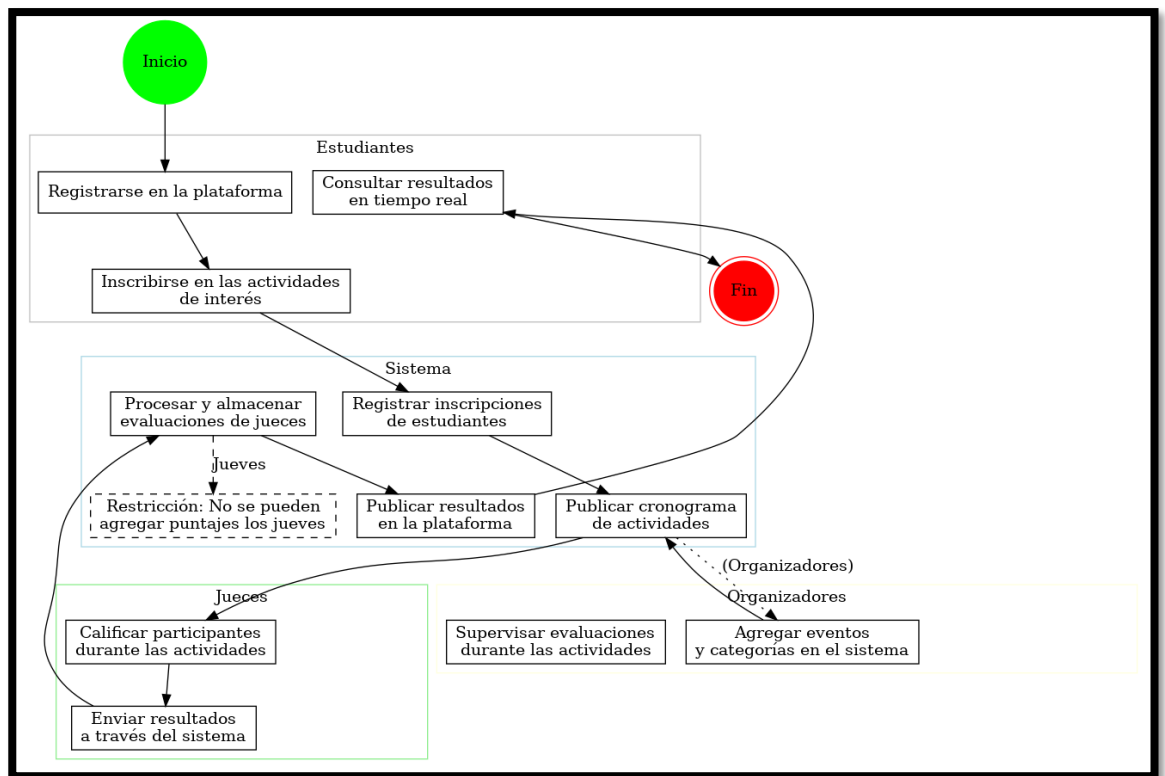 Inicio
Estudiantes
Registrarse en la plataforma
Consultar resultados
en tiempo real
Inscribirse en las actividades
de interés
Fin
Sistema
Procesar y almacenar
evaluaciones de jueces
Registrar inscripciones
de estudiantes
Jueves
Restricción: No se pueden
agregar puntajes los jueves
Publicar resultados
en la plataforma
Publicar cronograma
de actividades
(Organizadores)
Jueces
Organizadores
Calificar participantes
durante las actividades
Supervisar evaluaciones
durante las actividades
Agregar eventos
y categorías en el sistema
Enviar resultados
a través del sistema